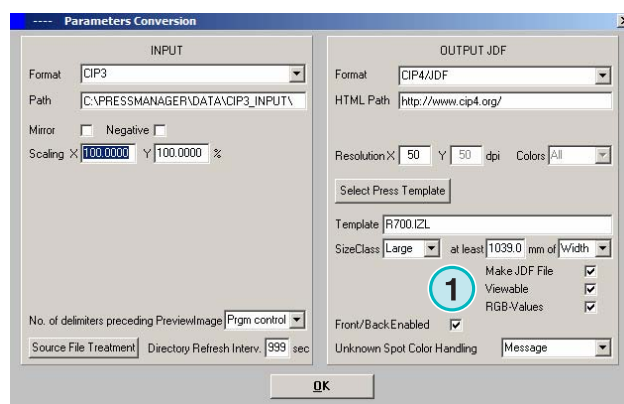 ---- Parameters Conversion
INPUT
Format CIP3
Path C:\PRESSMANAGER\DATA\CIP3_INPUT\
Mirror Negative
Scaling X 100.0000 Y 100.0000 %
No. of delimiters preceding PreviewImage Prgm control
Source File Treatment Directory Refresh Interv. 999 sec
OUTPUT JDF
Format CIP4/JDF
HTML Path http://www.cip4.org/
Resolution X 50 Y 50 dpi Colors All
Select Press Template
Template R700.IZL
SizeClass Large at least 1039.0 mm of Width
Make JDF File
1 Viewable
RGB-Values
Front/Back Enabled
Unknown Spot Color Handling Message
OK